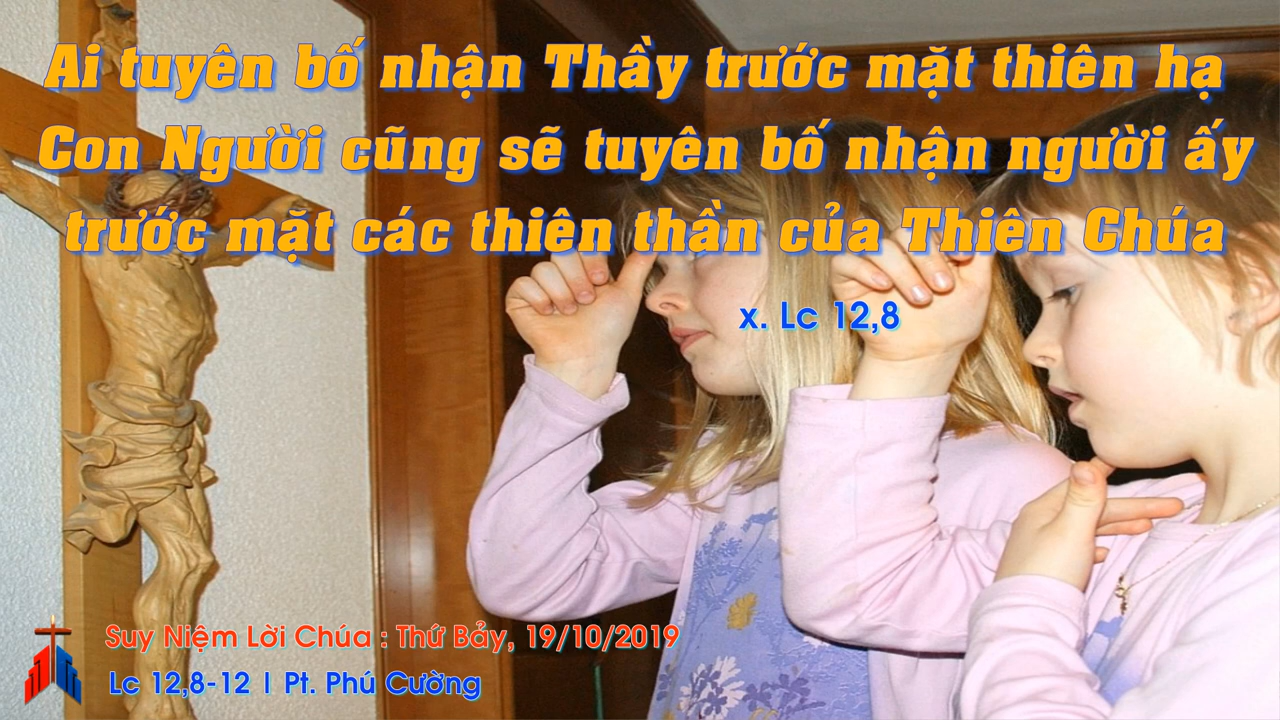 Ai tuyên bố nhận Thầy trước mặt thiên hạ
Con Người cũng sẽ tuyên bố nhận người ấy
trước mặt các thiên thần của Thiên Chúa
x. Lc 12,8
Suy Niệm Lời Chúa : Thứ Bảy, 19/10/2019
Lc 12,8-12 | Pt. Phú Cường